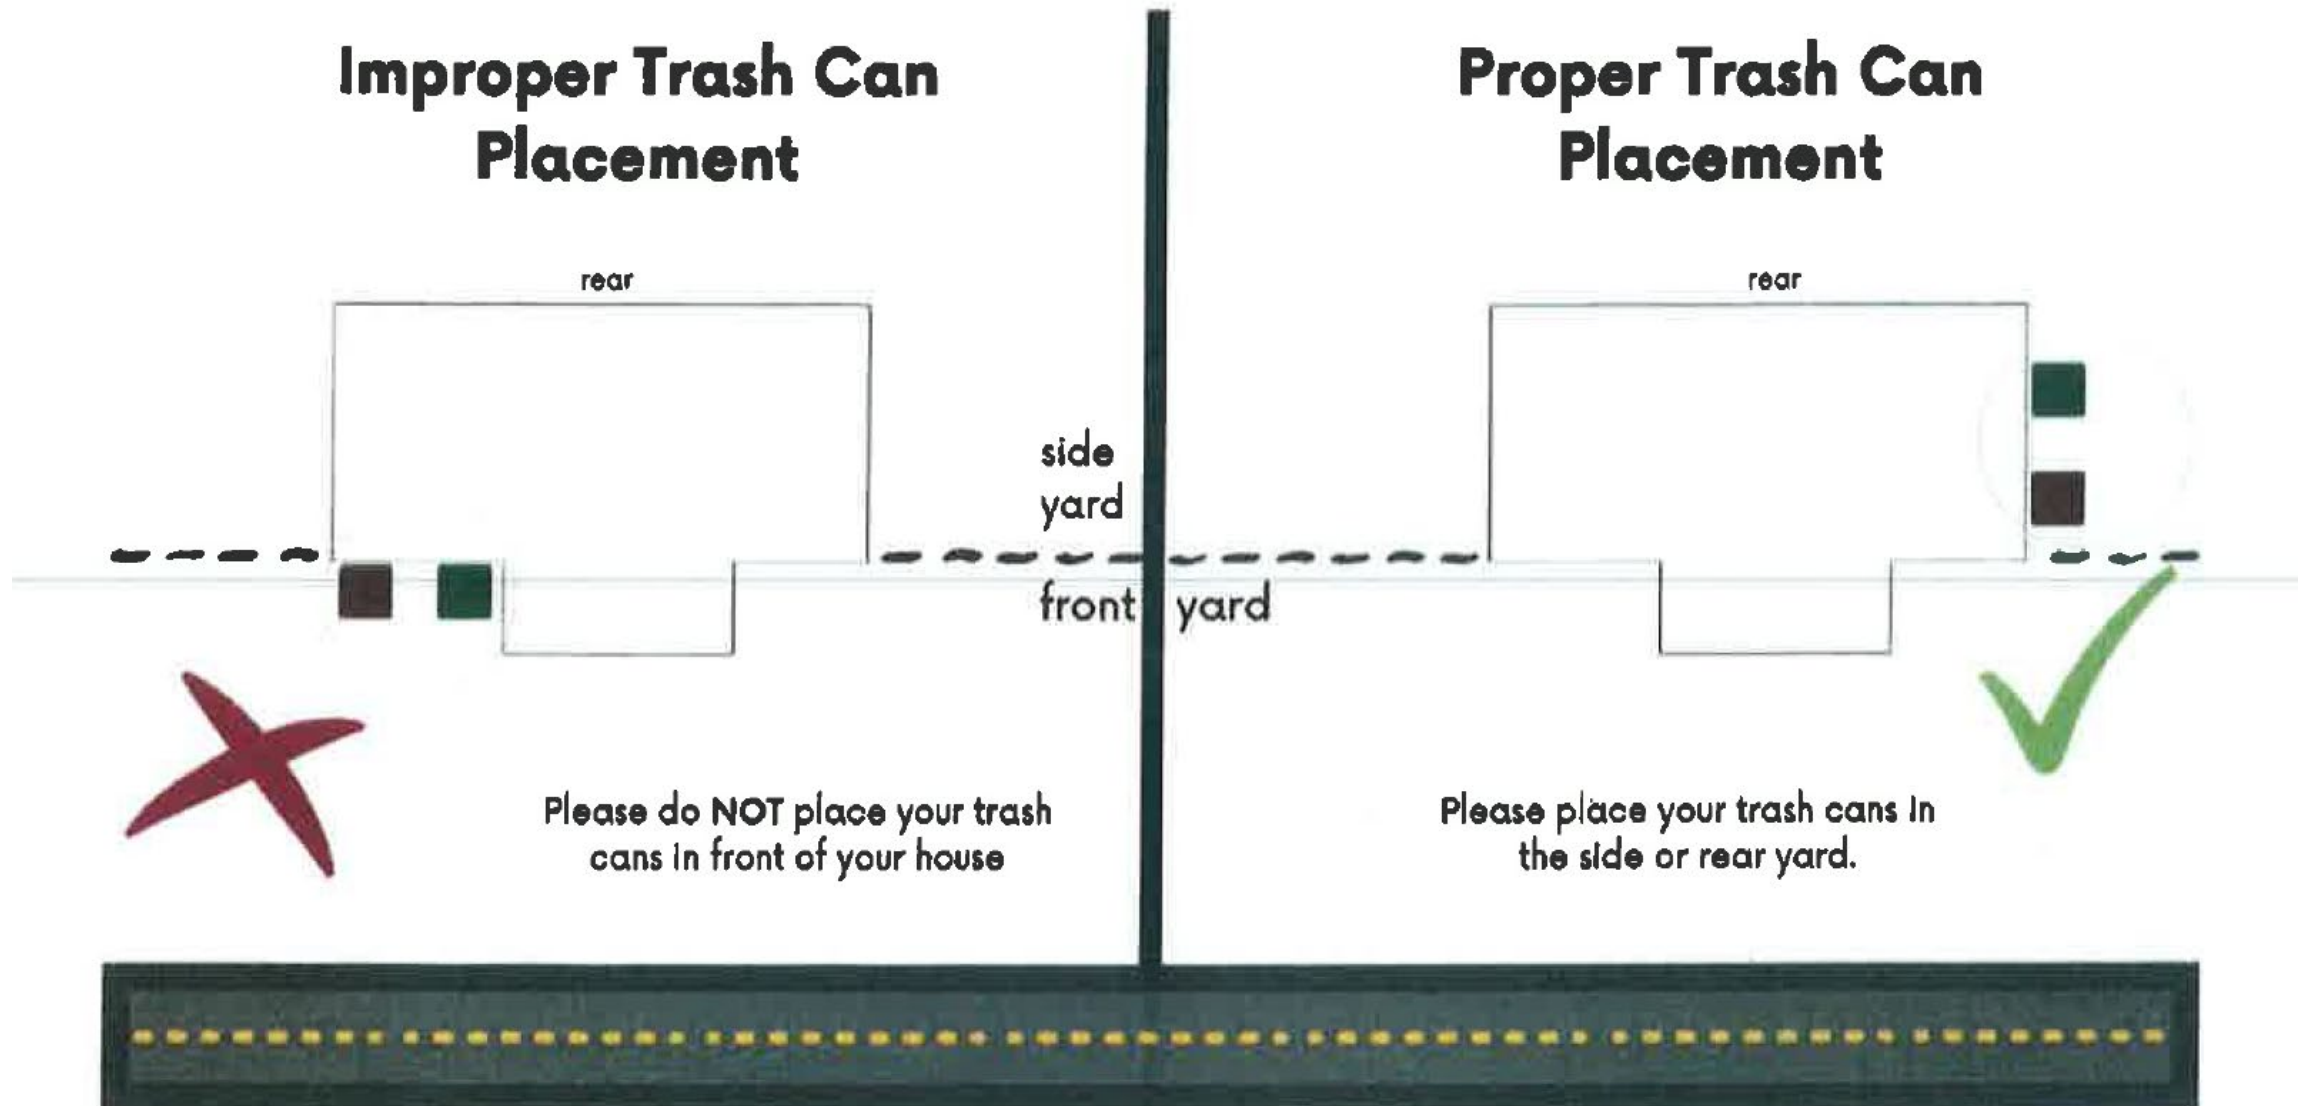 Improper Trash Can
Placement
rear
side
yard
front yard
Please do NOT place your trash
cans in front of your house
Proper Trash Can
Placement
rear
Please place your trash cans in
the side or rear yard.